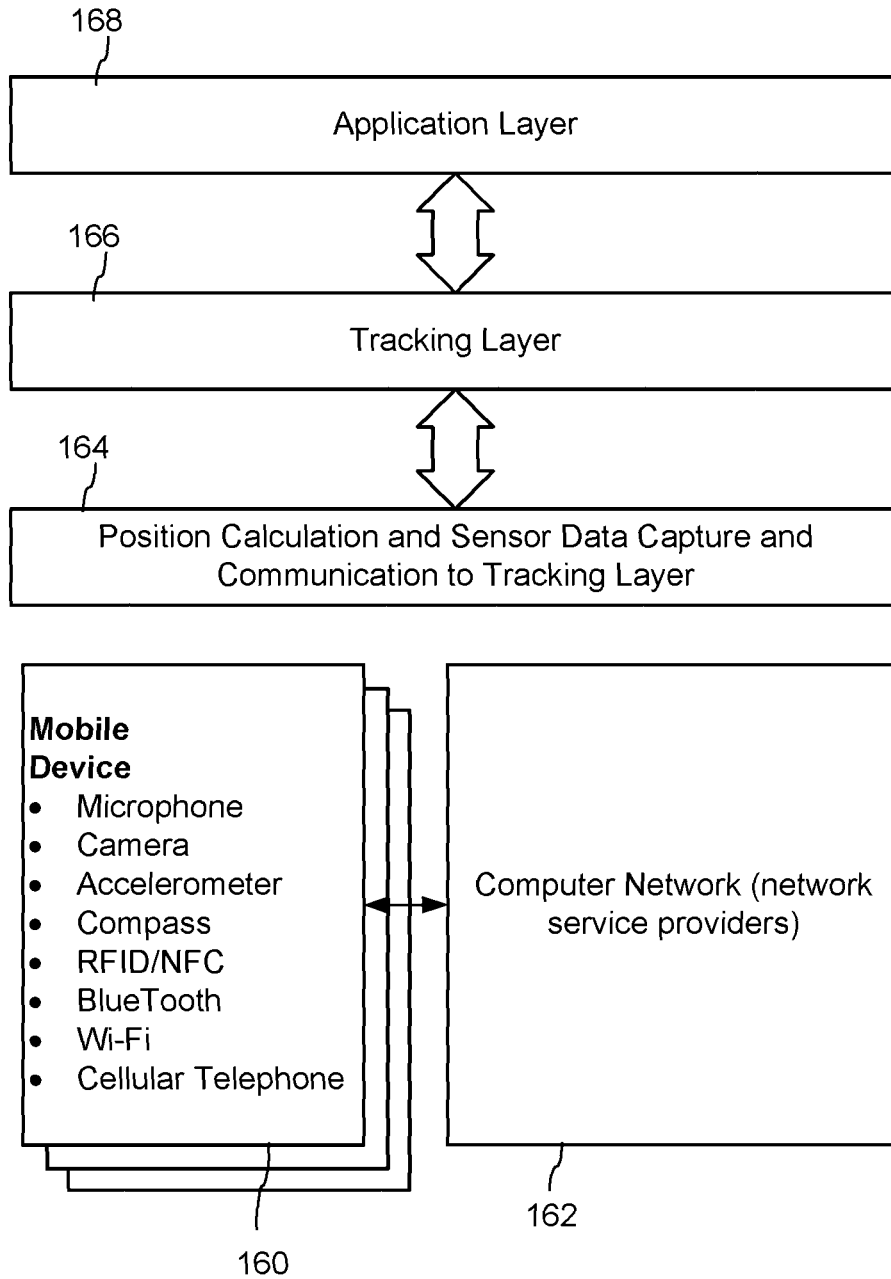 168
Application Layer
166
Tracking Layer
164
Position Calculation and Sensor Data Capture and
Communication to Tracking Layer
Mobile
Device
• Microphone
• Camera
• Accelerometer
• Compass
• RFID/NFC
• BlueTooth
• Wi-Fi
• Cellular Telephone
Computer Network (network
service providers)
160
162